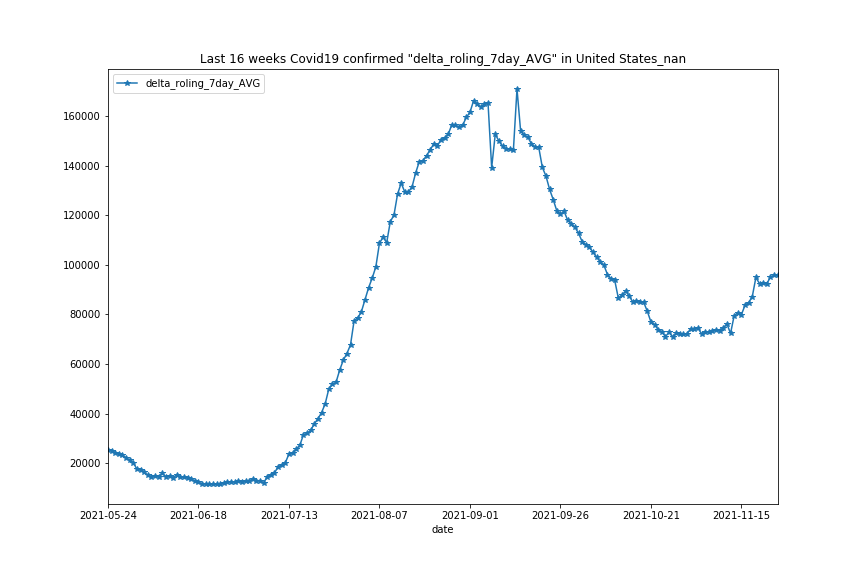 Last 16 weeks Covid19 confirmed "delta_roling_7day_AVG" in United States_nan
delta_roling_7day_AVG
160000
140000
120000
100000
80000
60000
40000
20000
2021-05-24 2021-06-18 2021-07-13 2021-08-07 2021-09-01 2021-09-26 2021-10-21 2021-11-15
date